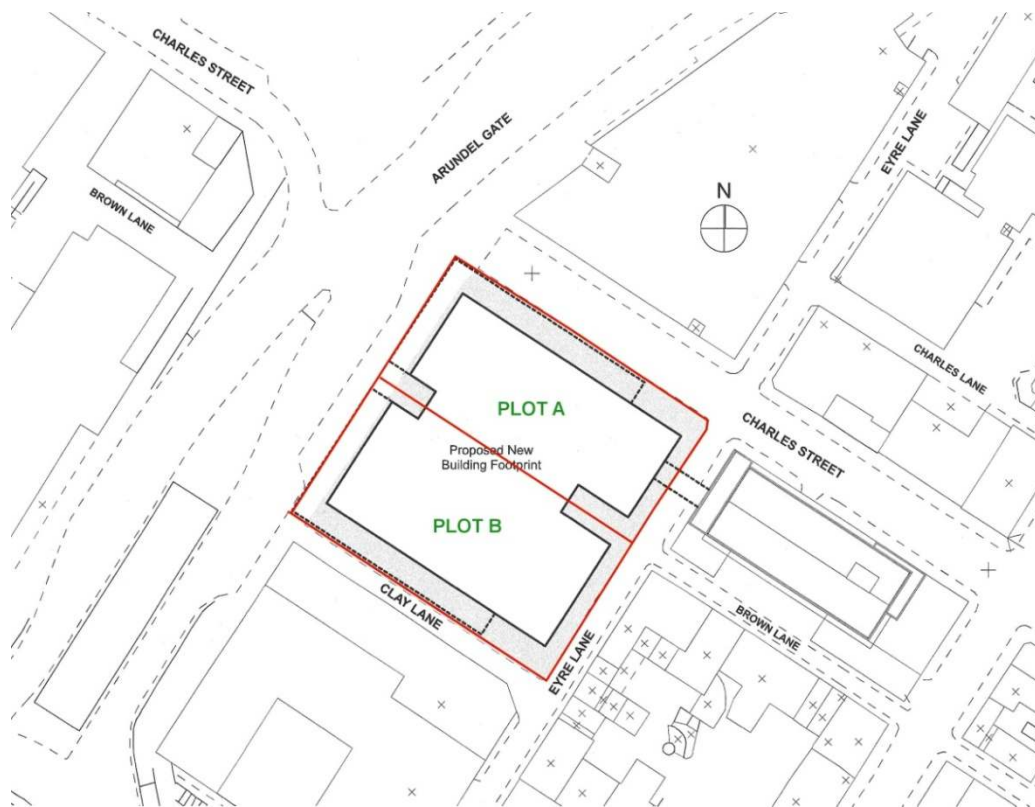 CHARLES STREET
ARUNDEL GATE
EYRE LANE
BROWN LANE
N
CHARLES LANE
PLOT A
CHARLES STREET
Proposed New
Building Footprint
PLOT B
CLAY LANE
BROWN LANE
EYRE LANE